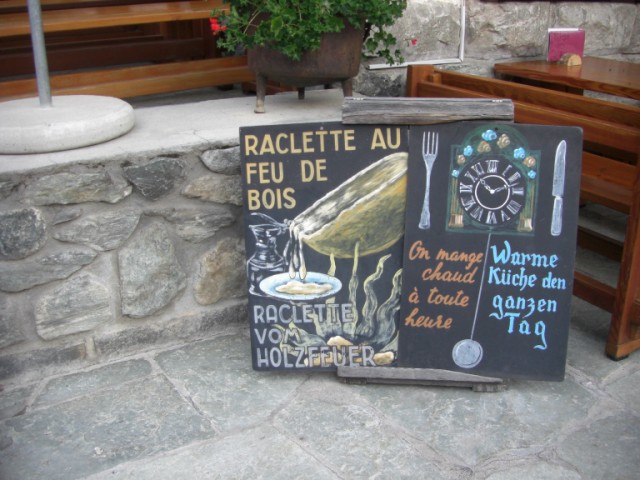 RACLETTE AU
FEU DE
BOIS
RACLETTE
VOM
HOLZFEUER
On mange
chaud
à toute
heure
Warme
Küche den
ganzen
Tag